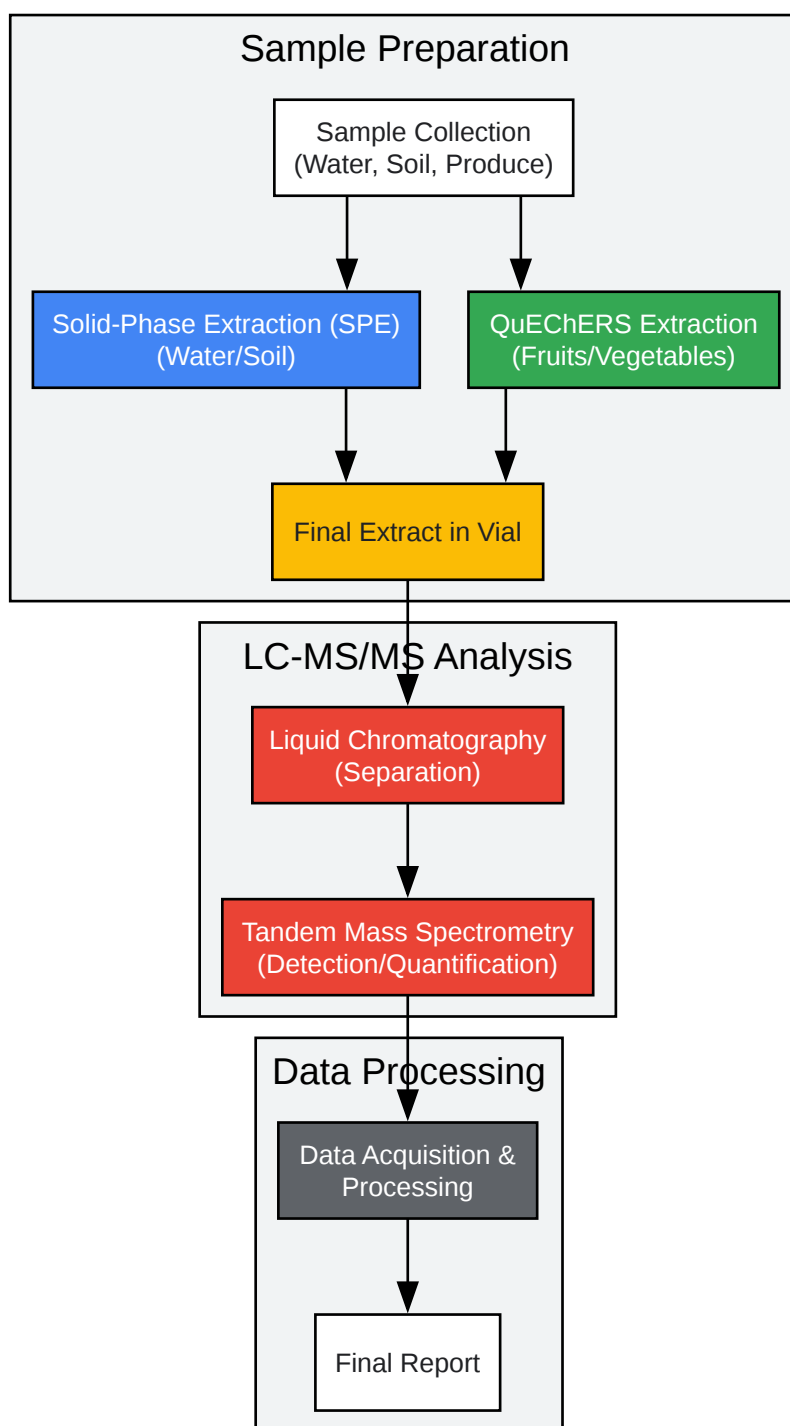 Sample Preparation
Sample Collection
(Water, Soil, Produce)
Solid-Phase Extraction (SPE)
(Water/Soil)
QuEChERS Extraction
(Fruits/Vegetables)
Final Extract in Vial
LC-MS/MS Analysis
Liquid Chromatography
(Separation)
Tandem Mass Spectrometry
(Detection/Quantification)
Data Processing
Data Acquisition &
Processing
Final Report